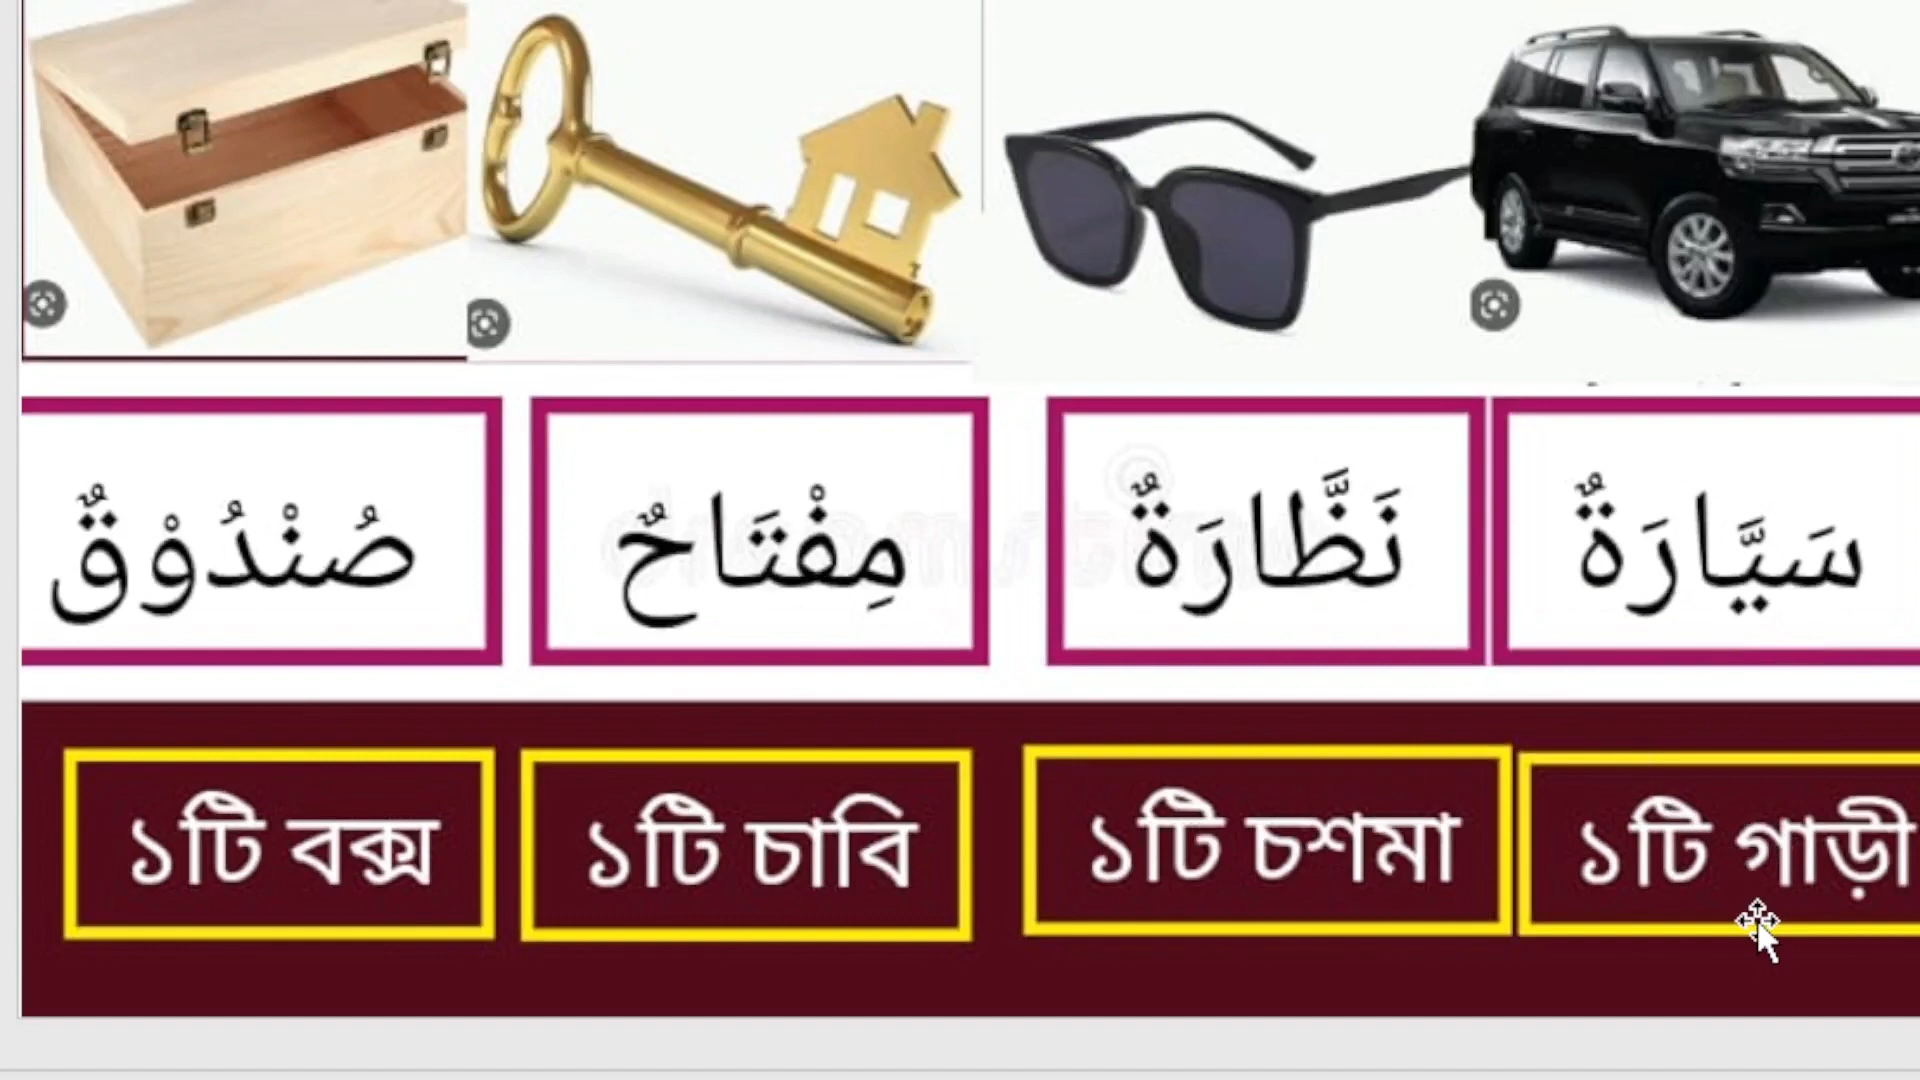 صُنْدُوْقٌ
مِفْتَاحٌ
نَظَّارَةٌ
سَيَّارَةٌ
১টি বক্স
১টি চাবি
১টি চশমা
১টি গাড়ী